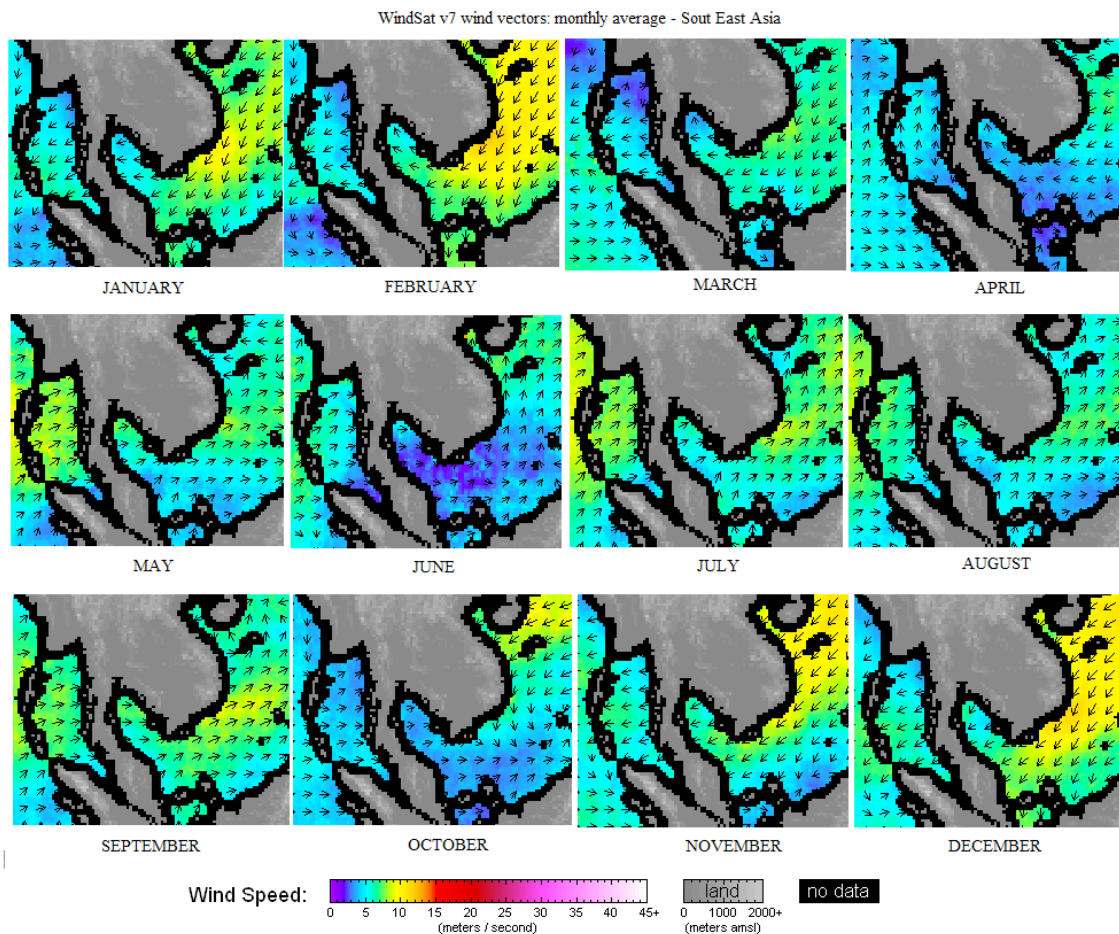 WindSat v7 wind vectors: monthly average - Sout East Asia
JANUARY FEBRUARY MARCH APRIL
MAY JUNE JULY AUGUST
SEPTEMBER OCTOBER NOVEMBER DECEMBER
Wind Speed: land no data
0 5 10 15 20 25 30 35 40 45+ 0 1000 2000+
(meters / second) (meters amsl)